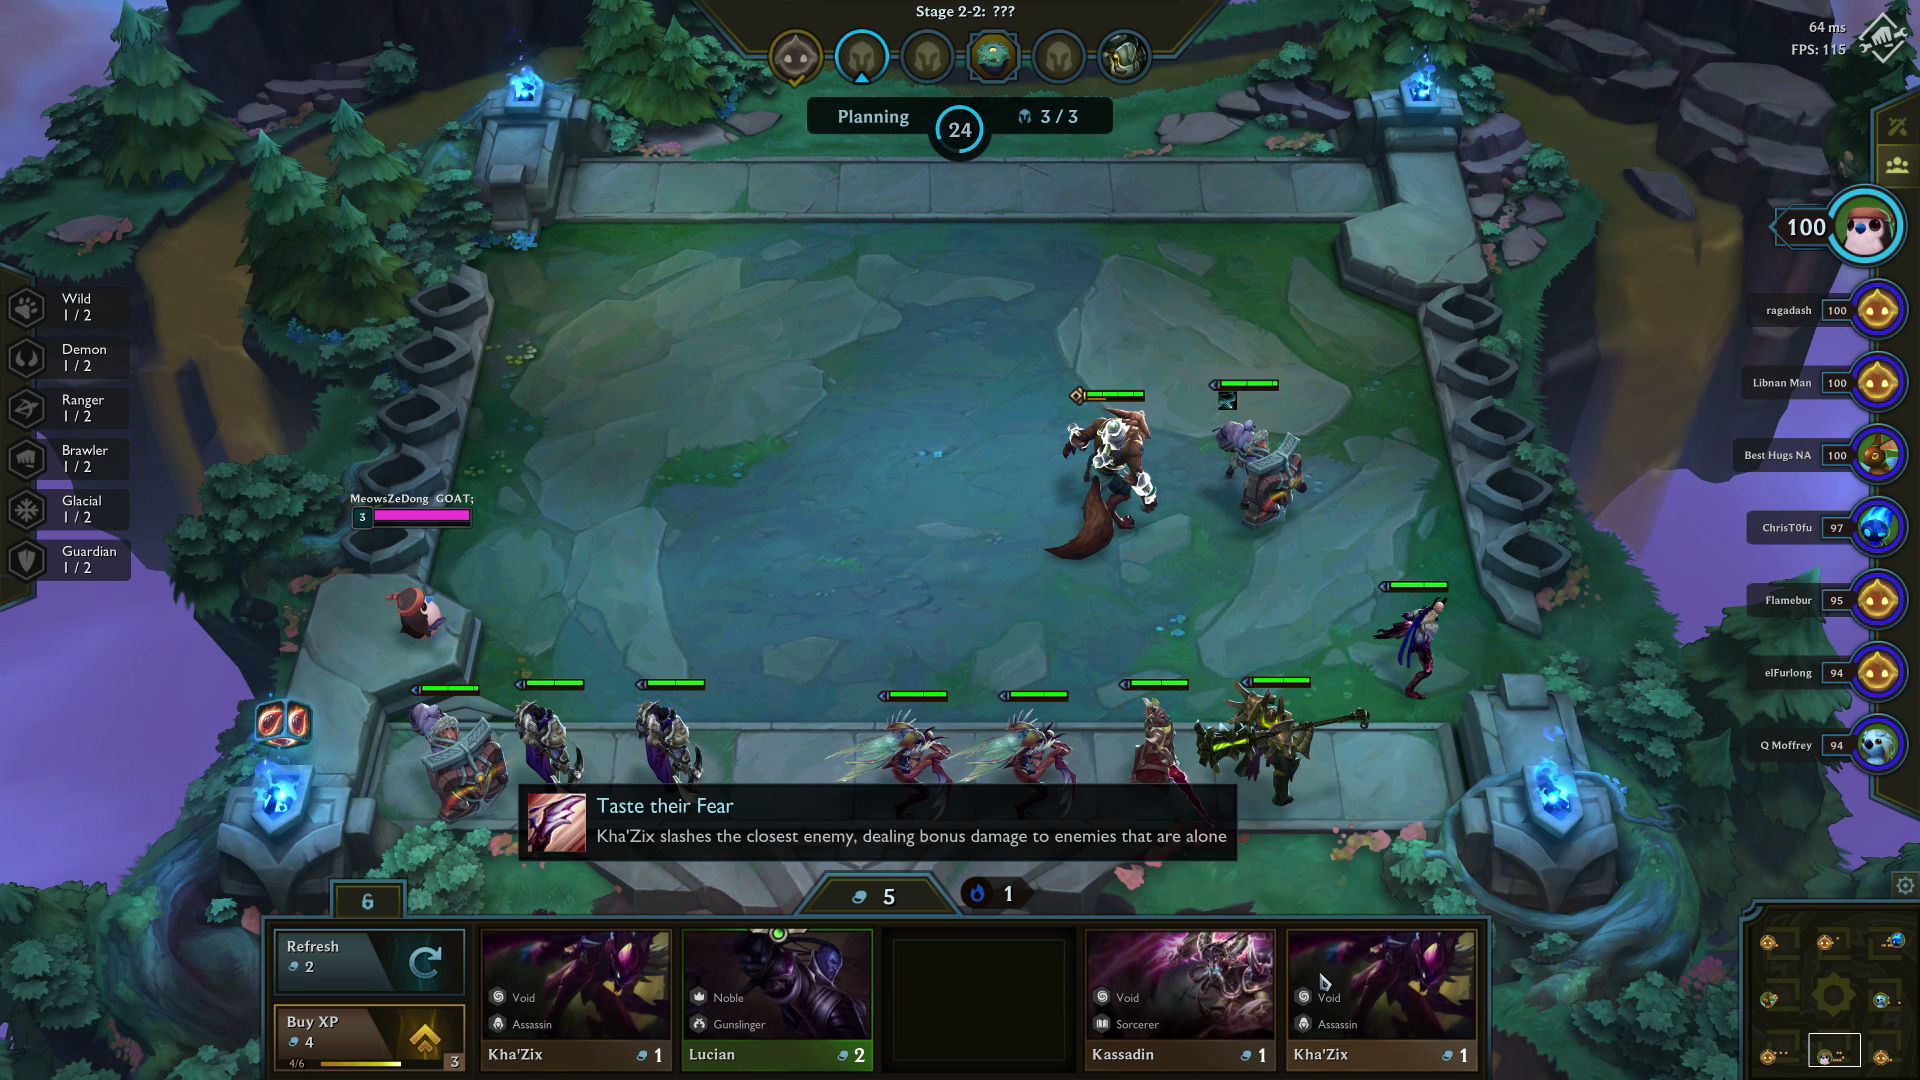 Stage 2-2: ???
64 ms
FPS: 115
Planning
24
3 / 3
100
ragadash
100
Libnan Man
100
Best Hugs NA
100
ChrisT0fu
97
Flamebur
95
elFurlong
94
Q Moffrey
94
Wild
1 / 2
Demon
1 / 2
Ranger
1 / 2
Brawler
1 / 2
Glacial
1 / 2
Guardian
1 / 2
MeowsZeDong GOAT;
3
Taste their Fear
Kha'Zix slashes the closest enemy, dealing bonus damage to enemies that are alone
6
5
1
Refresh
2
Buy XP
4
4/6
3
Void
Assassin
Kha'Zix
1
Noble
Gunslinger
Lucian
2
Void
Sorcerer
Kassadin
1
Void
Assassin
Kha'Zix
1